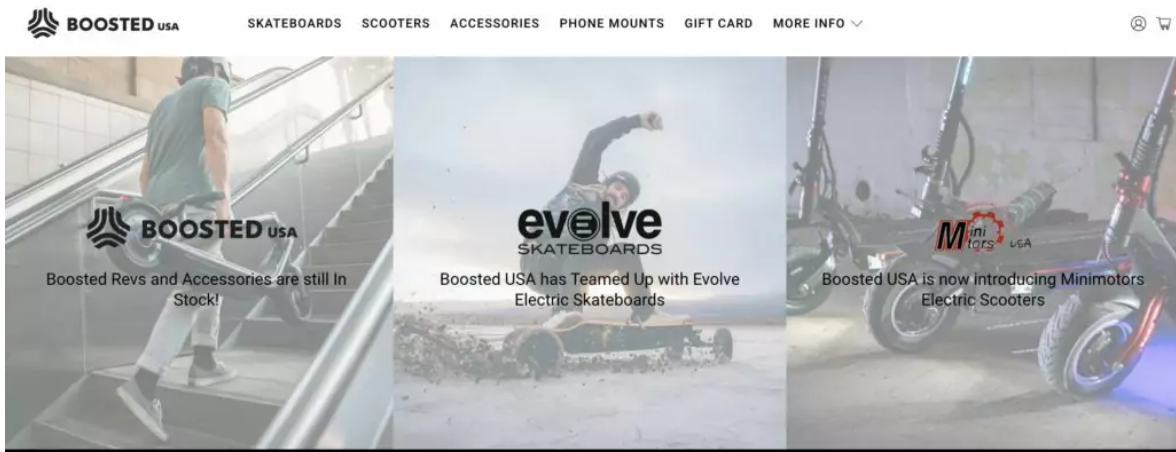 BOOSTED USA
SKATEBOARDS SCOOTERS ACCESSORIES PHONE MOUNTS GIFT CARD MORE INFO
BOOSTED USA
Boosted Revs and Accessories are still In
Stock!
evolve
SKATEBOARDS
Boosted USA has Teamed Up with Evolve
Electric Skateboards
Mini
Motors USA
Boosted USA is now introducing Minimotors
Electric Scooters